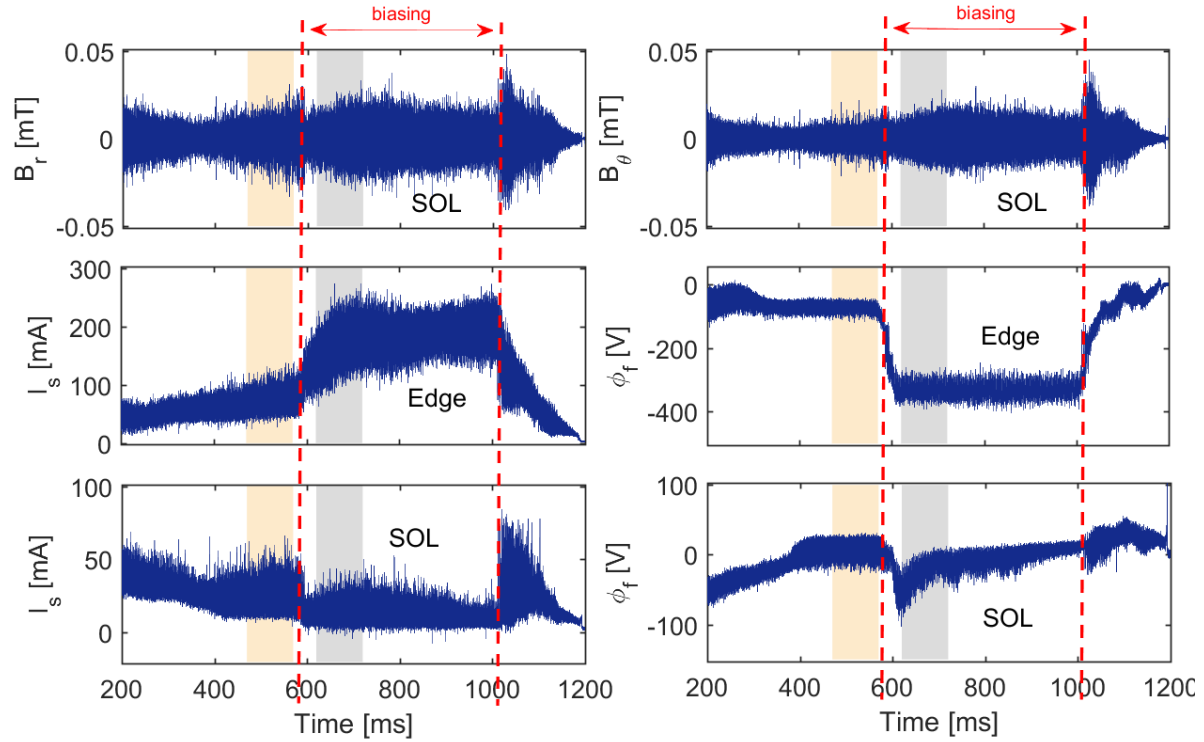 biasing
biasing
0.05
0
-0.05
B_r [mT]
SOL
0.05
0
-0.05
B_θ [mT]
SOL
300
200
100
0
I_s [mA]
Edge
0
-200
-400
ϕ_f [V]
Edge
100
50
0
I_s [mA]
SOL
200 400 600 800 1000 1200
Time [ms]
100
0
-100
ϕ_f [V]
SOL
200 400 600 800 1000 1200
Time [ms]